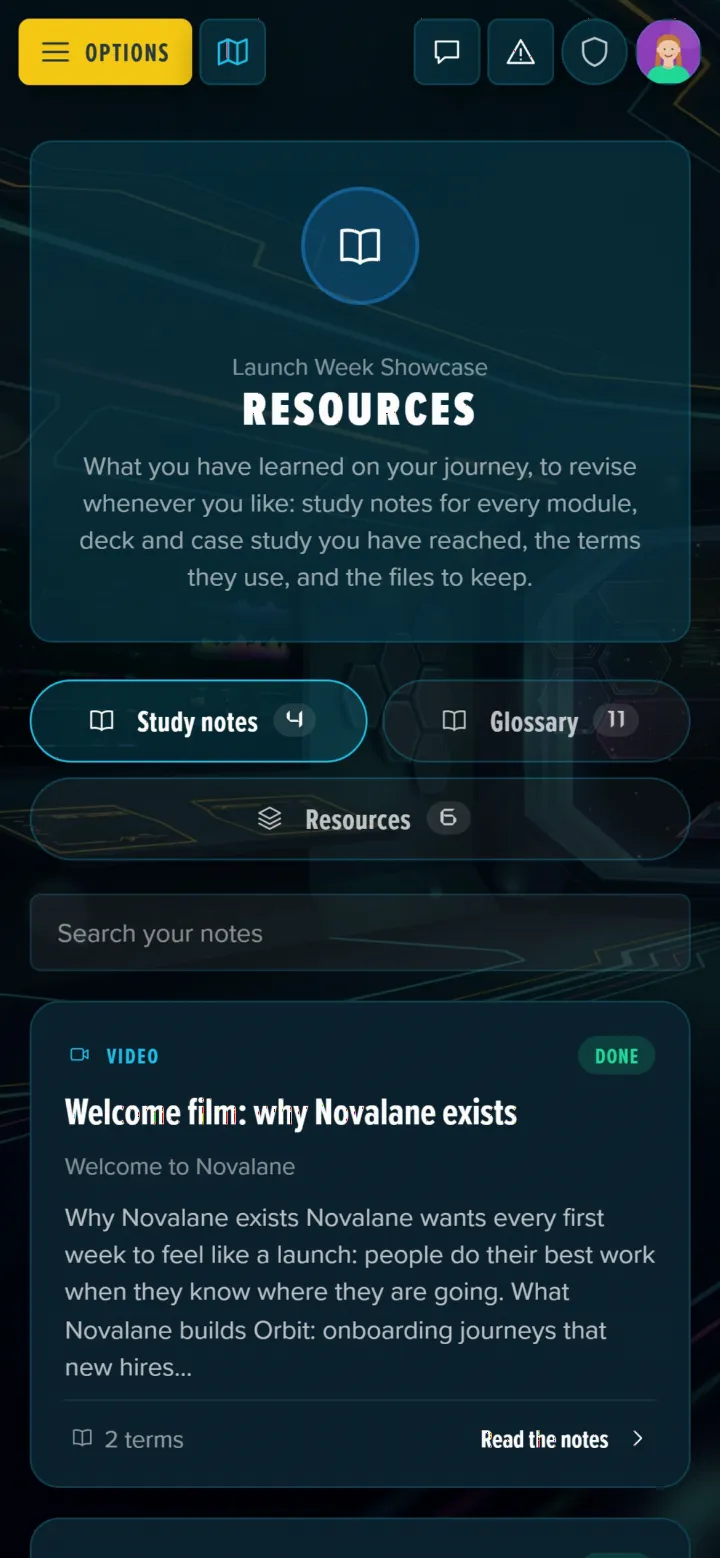 OPTIONS
Launch Week Showcase
RESOURCES
What you have learned on your journey, to revise
whenever you like: study notes for every module,
deck and case study you have reached, the terms
they use, and the files to keep.
Study notes 4
Glossary 11
Resources 6
Search your notes
VIDEO
DONE
Welcome film: why Novalane exists
Welcome to Novalane
Why Novalane exists Novalane wants every first
week to feel like a launch: people do their best work
when they know where they are going. What
Novalane builds Orbit: onboarding journeys that
new hires...
2 terms
Read the notes